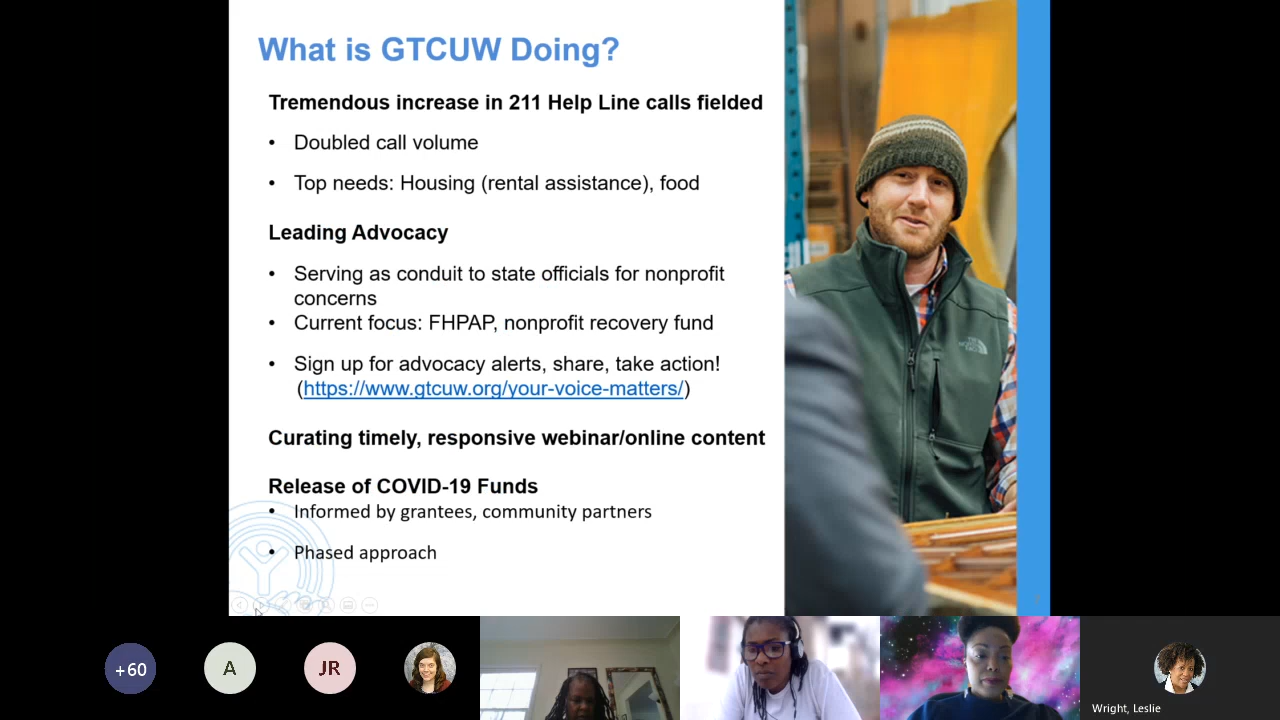 What is GTCUW Doing?
Tremendous increase in 211 Help Line calls fielded
• Doubled call volume
• Top needs: Housing (rental assistance), food
Leading Advocacy
• Serving as conduit to state officials for nonprofit
concerns
• Current focus: FHPAP, nonprofit recovery fund
• Sign up for advocacy alerts, share, take action!
(https://www.gtcuw.org/your-voice-matters/)
Curating timely, responsive webinar/online content
Release of COVID-19 Funds
• Informed by grantees, community partners
• Phased approach
THE
NORTH
FACE
+60
A
JR
Wright, Leslie